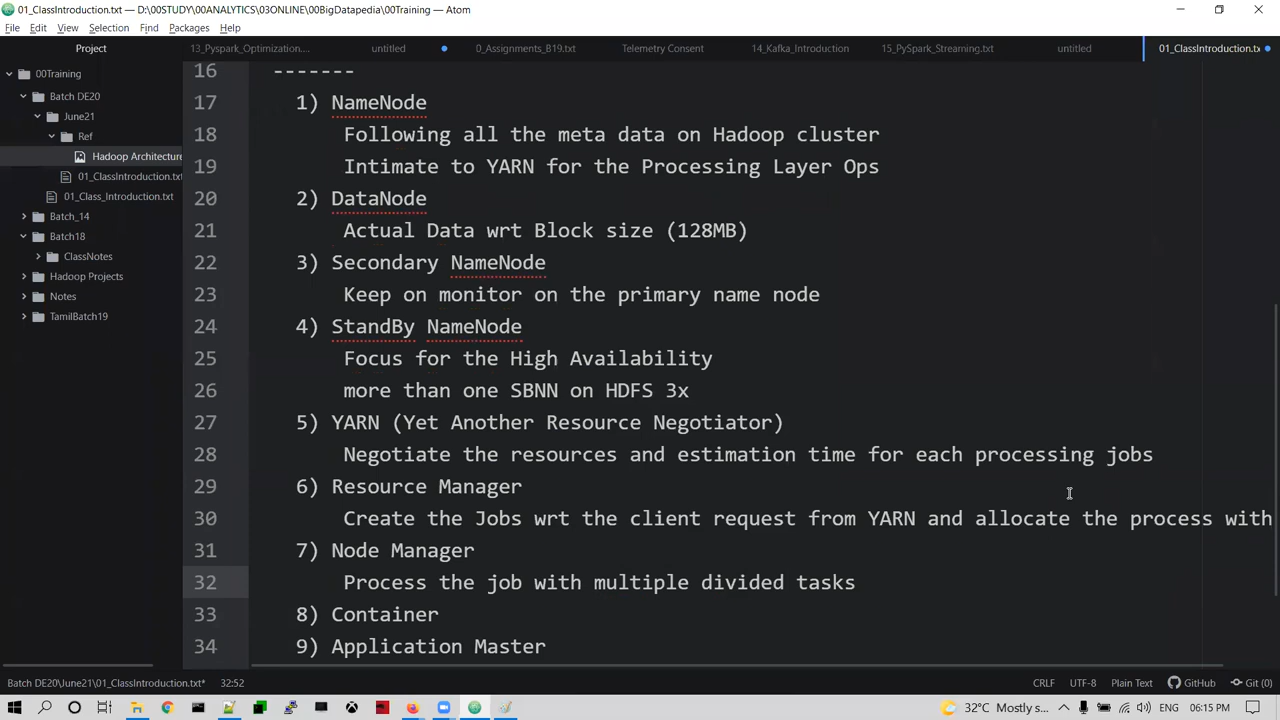 01_ClassIntroduction.txt — D:\00STUDY\00ANALYTICS\03ONLINE\00BigDatapedia\00Training — Atom
File Edit View Selection Find Packages Help
Project
13_Pyspark_Optimization.... untitled 0_Assignments_B19.txt Telemetry Consent 14_Kafka_Introduction 15_PySpark_Streaming.txt untitled 01_ClassIntroduction.tx
00Training
Batch DE20
June21
Ref
Hadoop Architecture
01_ClassIntroduction.txt
01_Class_Introduction.txt
Batch_14
Batch18
ClassNotes
Hadoop Projects
Notes
TamilBatch19
16 -------
17 1) NameNode
18 Following all the meta data on Hadoop cluster
19 Intimate to YARN for the Processing Layer Ops
20 2) DataNode
21 Actual Data wrt Block size (128MB)
22 3) Secondary NameNode
23 Keep on monitor on the primary name node
24 4) StandBy NameNode
25 Focus for the High Availability
26 more than one SBNN on HDFS 3x
27 5) YARN (Yet Another Resource Negotiator)
28 Negotiate the resources and estimation time for each processing jobs
29 6) Resource Manager
30 Create the Jobs wrt the client request from YARN and allocate the process with
31 7) Node Manager
32 Process the job with multiple divided tasks
33 8) Container
34 9) Application Master
Batch DE20\June21\01_ClassIntroduction.txt* 32:52 CRLF UTF-8 Plain Text GitHub Git (0)
32°C Mostly s... ENG 06:15 PM